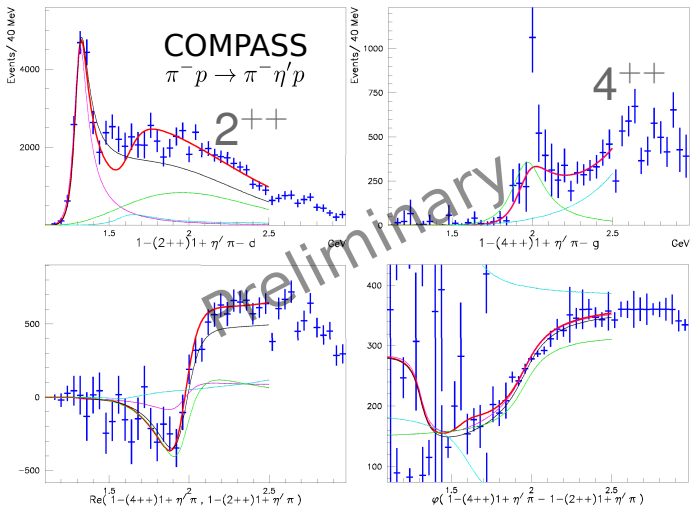 Events/ 40 MeV
COMPASS
π⁻p → π⁻η′p
2⁺⁺
4000
2000
1.5
2
2.5
1-(2++)1+ η′ π- d
GeV
Events/ 40 MeV
4⁺⁺
1000
750
500
250
0
1.5
2
2.5
1-(4++)1+ η′ π- g
GeV
Preliminary
500
0
-500
1.5
2
2.5
Re( 1-(4++)1+ η′ π , 1-(2++)1+ η′ π )
400
300
200
100
1.5
2
2.5
φ( 1-(4++)1+ η′ π - 1-(2++)1+ η′ π )